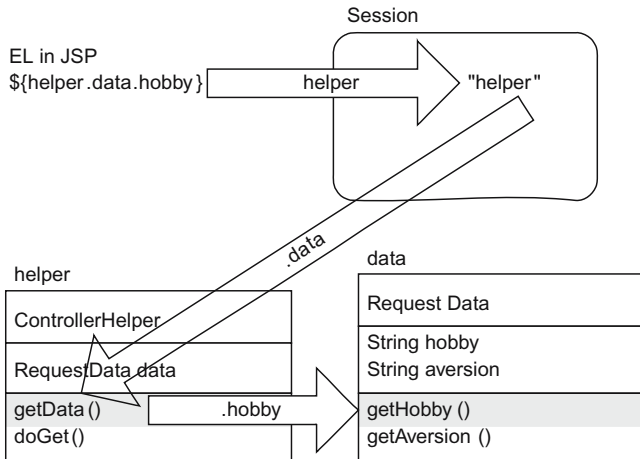 Session
EL in JSP
${helper.data.hobby}
helper
"helper"
.data
helper
ControllerHelper
RequestData data
getData()
doGet()
.hobby
data
Request Data
String hobby
String aversion
getHobby ()
getAversion ()